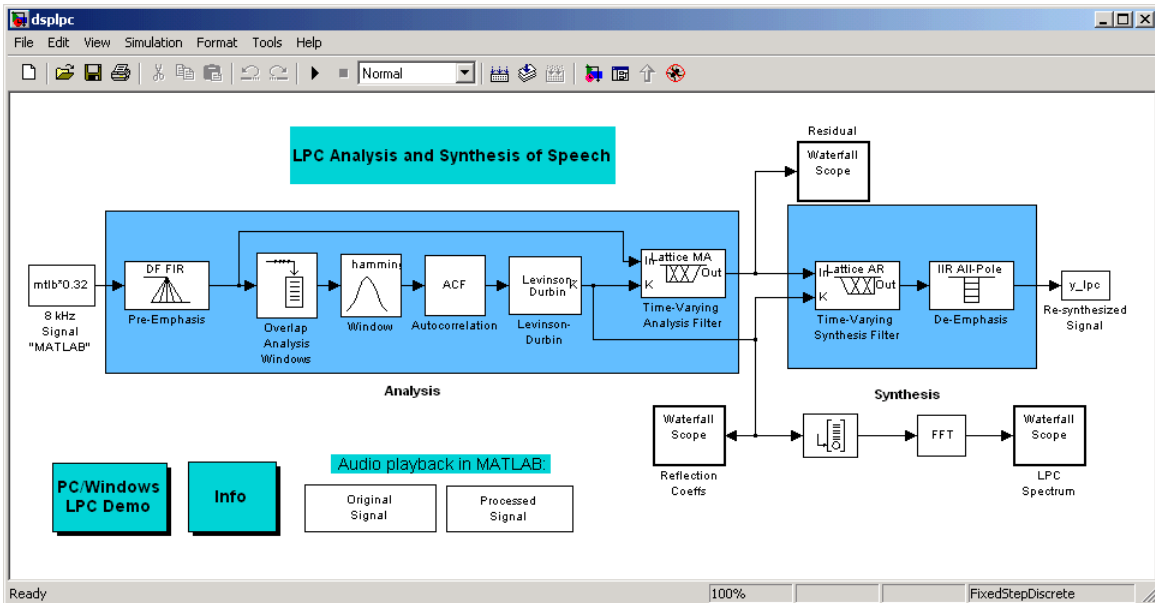 dsplpc
File Edit View Simulation Format Tools Help
Normal
LPC Analysis and Synthesis of Speech
Residual
Waterfall
Scope
mtlb*0.32
8 kHz
Signal
"MATLAB"
DF FIR
Pre-Emphasis
Overlap
Analysis
Windows
hamming
Window
ACF
Autocorrelation
Levinson
Durbin
K
Levinson-
Durbin
In
Lattice MA
Out
K
Time-Varying
Analysis Filter
In
Lattice AR
Out
K
Time-Varying
Synthesis Filter
IIR All-Pole
De-Emphasis
y_lpc
Re-synthesized
Signal
Analysis
Synthesis
Waterfall
Scope
Reflection
Coeffs
FFT
Waterfall
Scope
LPC
Spectrum
PC/Windows
LPC Demo
Info
Audio playback in MATLAB:
Original
Signal
Processed
Signal
Ready
100%
FixedStepDiscrete